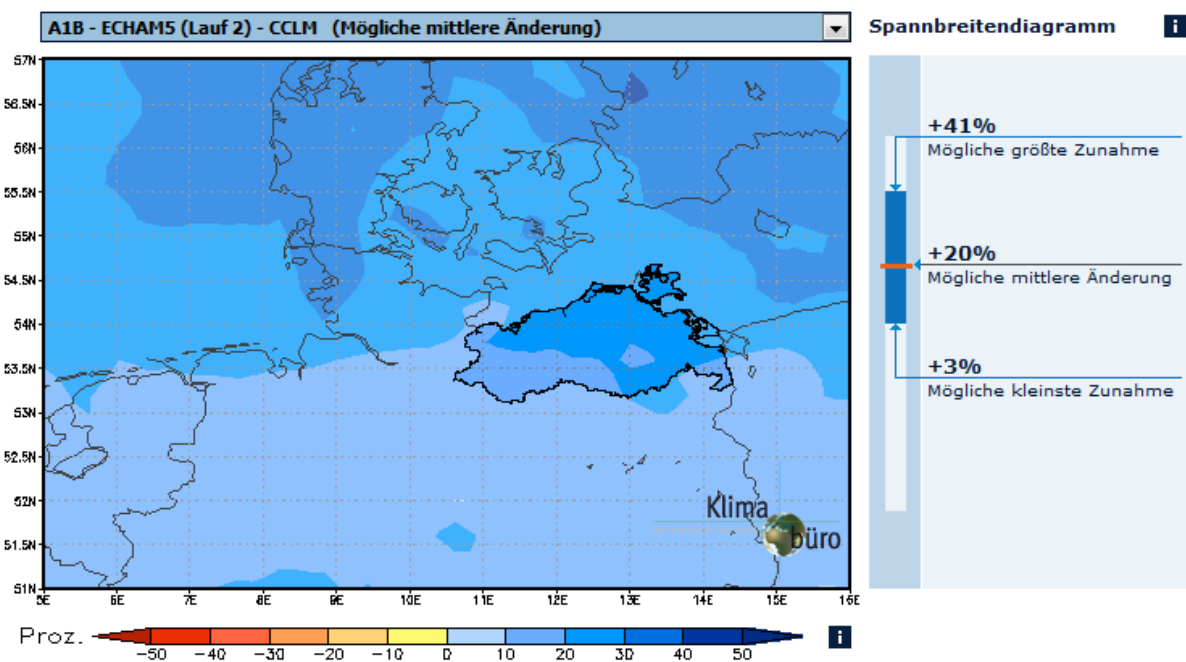 A1B - ECHAM5 (Lauf 2) - CCLM (Mögliche mittlere Änderung)
Spannbreitendiagramm i
57N
56.5N
56N
55.5N
55N
54.5N
54N
53.5N
53N
52.5N
52N
51.5N
51N
5E 6E 7E 8E 9E 10E 11E 12E 13E 14E 15E 16E
Klima
büro
+41%
Mögliche größte Zunahme
+20%
Mögliche mittlere Änderung
+3%
Mögliche kleinste Zunahme
Proz. i
-50 -40 -30 -20 -10 0 10 20 30 40 50